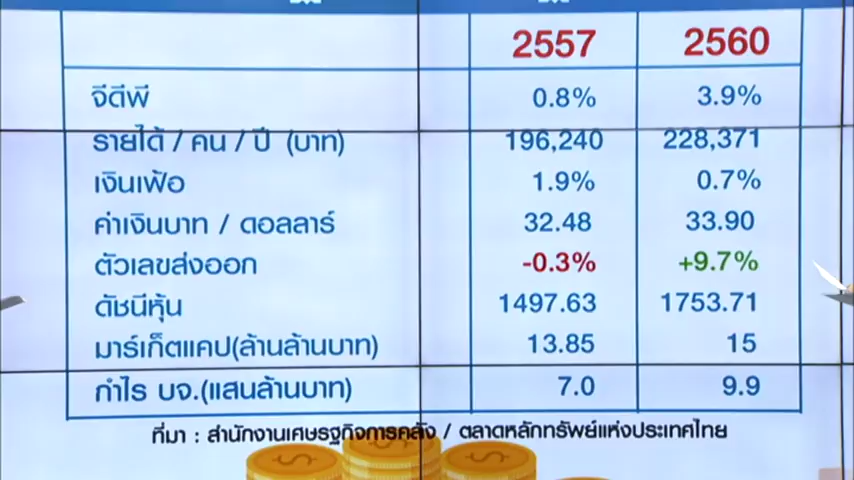 2557 2560
จีดีพี 0.8% 3.9%
รายได้ / คน / ปี (บาท) 196,240 228,371
เงินเฟ้อ 1.9% 0.7%
ค่าเงินบาท / ดอลลาร์ 32.48 33.90
ตัวเลขส่งออก -0.3% +9.7%
ดัชนีหุ้น 1497.63 1753.71
มาร์เก็ตแคป(ล้านล้านบาท) 13.85 15
กำไร บจ.(แสนล้านบาท) 7.0 9.9
ที่มา : สำนักงานเศรษฐกิจการคลัง / ตลาดหลักทรัพย์แห่งประเทศไทย